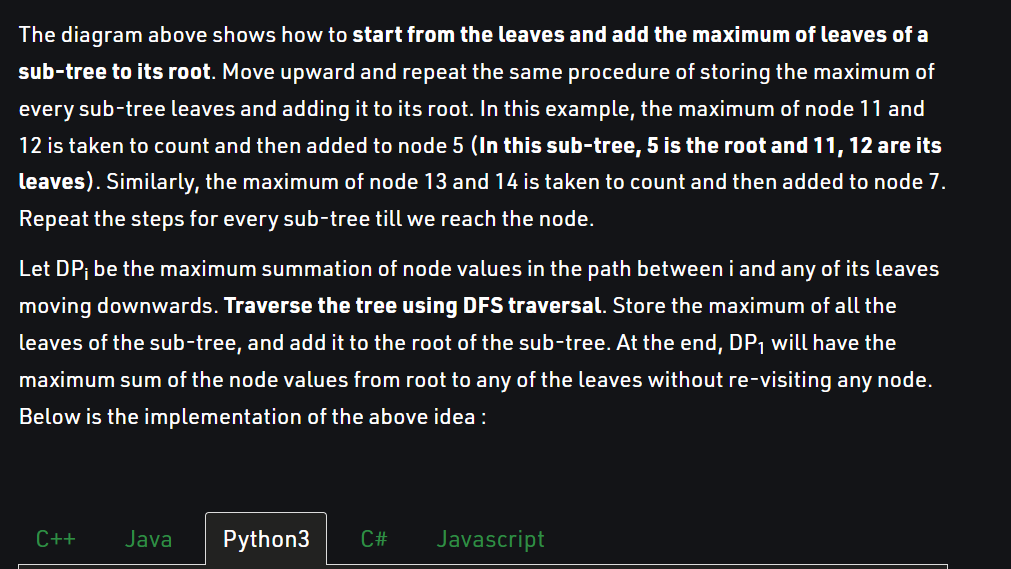 The diagram above shows how to start from the leaves and add the maximum of leaves of a
sub-tree to its root. Move upward and repeat the same procedure of storing the maximum of
every sub-tree leaves and adding it to its root. In this example, the maximum of node 11 and
12 is taken to count and then added to node 5 (In this sub-tree, 5 is the root and 11, 12 are its
leaves). Similarly, the maximum of node 13 and 14 is taken to count and then added to node 7.
Repeat the steps for every sub-tree till we reach the node.
Let DPi be the maximum summation of node values in the path between i and any of its leaves
moving downwards. Traverse the tree using DFS traversal. Store the maximum of all the
leaves of the sub-tree, and add it to the root of the sub-tree. At the end, DP1 will have the
maximum sum of the node values from root to any of the leaves without re-visiting any node.
Below is the implementation of the above idea :
C++ Java Python3 C# Javascript